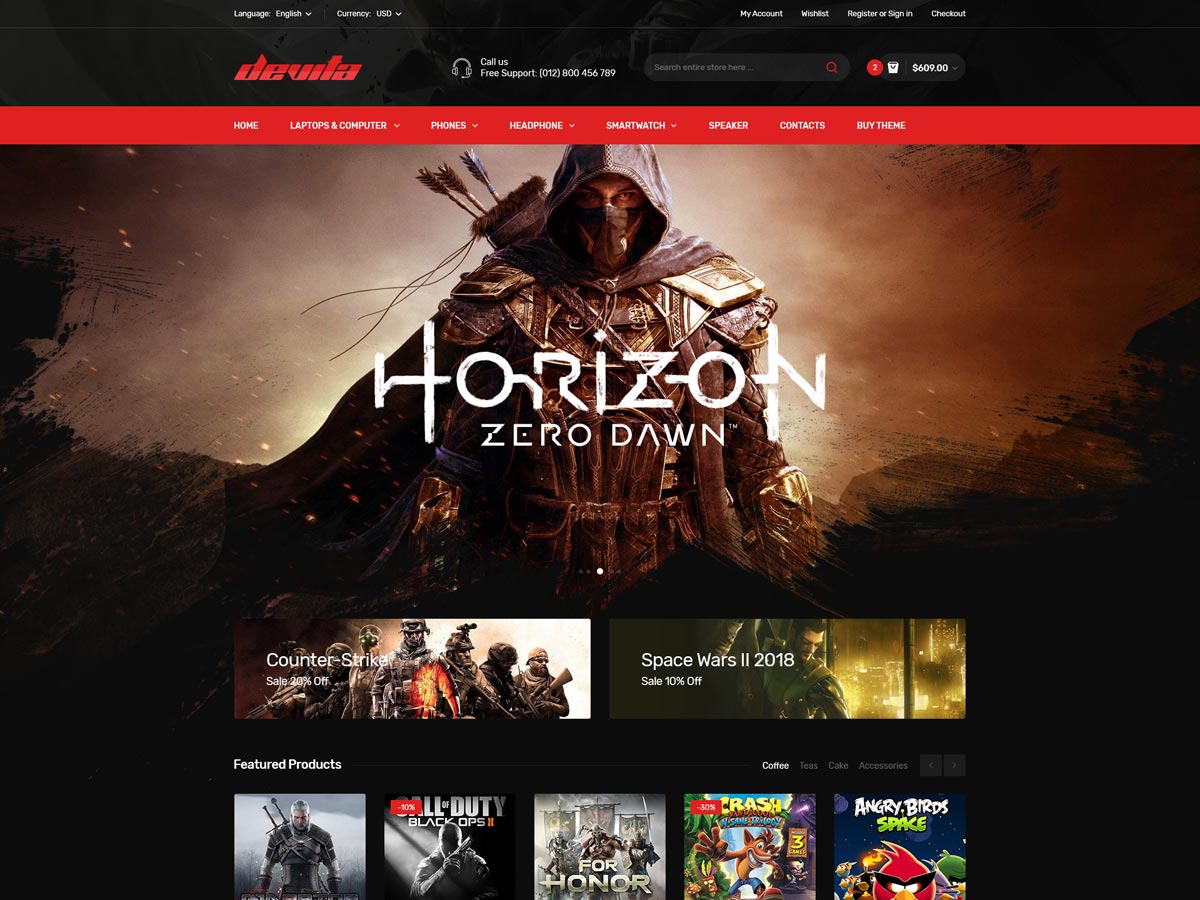 Language: English Currency: USD My Account Wishlist Register or Sign in Checkout
devita
Call us
Free Support: (012) 800 456 789
Search entire store here ...
2 $609.00
HOME LAPTOPS & COMPUTER PHONES HEADPHONE SMARTWATCH SPEAKER CONTACTS BUY THEME
HORIZON
ZERO DAWN™
Counter-Strike
Sale 20% Off
Space Wars II 2018
Sale 10% Off
Featured Products Coffee Teas Cake Accessories
-10%
CALL OF DUTY
BLACK OPS II
FOR
HONOR
-30%
CRASH
BANDICOOT
N. SANE TRILOGY
INCLUDES
3
GAMES
ANGRY BIRDS
SPACE